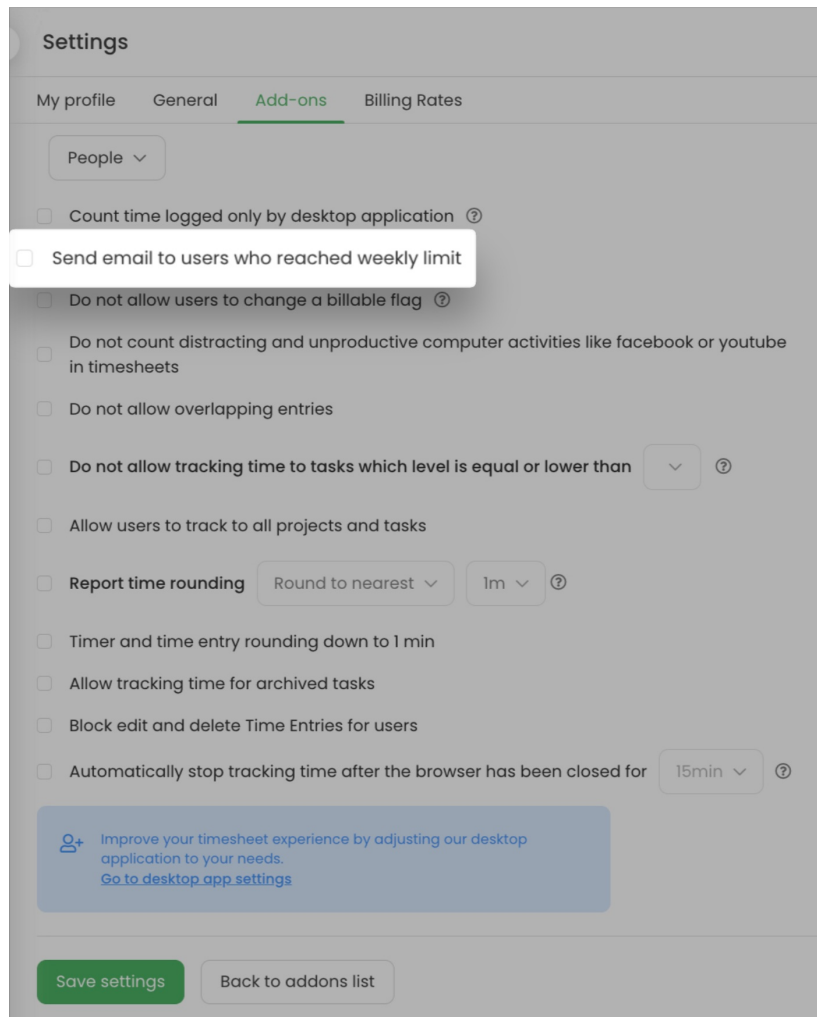 Settings
My profile General Add-ons Billing Rates
People
Count time logged only by desktop application ?
Send email to users who reached weekly limit
Do not allow users to change a billable flag ?
Do not count distracting and unproductive computer activities like facebook or youtube
in timesheets
Do not allow overlapping entries
Do not allow tracking time to tasks which level is equal or lower than ?
Allow users to track to all projects and tasks
Report time rounding Round to nearest 1m ?
Timer and time entry rounding down to 1 min
Allow tracking time for archived tasks
Block edit and delete Time Entries for users
Automatically stop tracking time after the browser has been closed for 15min ?
Improve your timesheet experience by adjusting our desktop
application to your needs.
Go to desktop app settings
Save settings Back to addons list